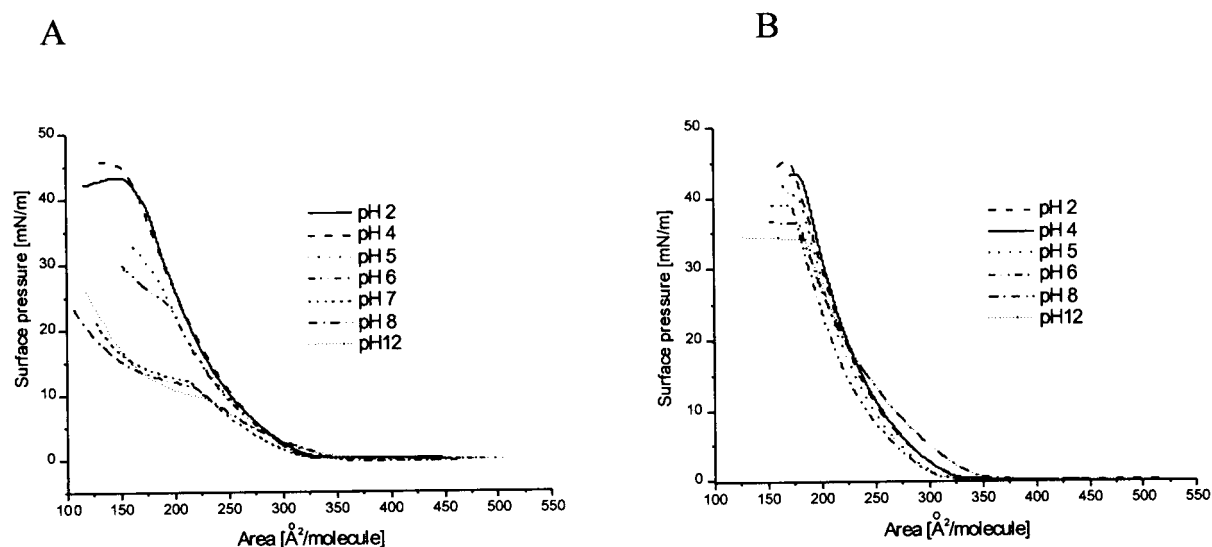 A
B
50
40
30
20
10
0
Surface pressure [mN/m]
100 150 200 250 300 350 400 450 500 550
Area [Å²/molecule]
pH 2
pH 4
pH 5
pH 6
pH 7
pH 8
pH12
50
40
30
20
10
0
Surface pressure [mN/m]
100 150 200 250 300 350 400 450 500 550
Area [Å²/molecule]
pH 2
pH 4
pH 5
pH 6
pH 8
pH12